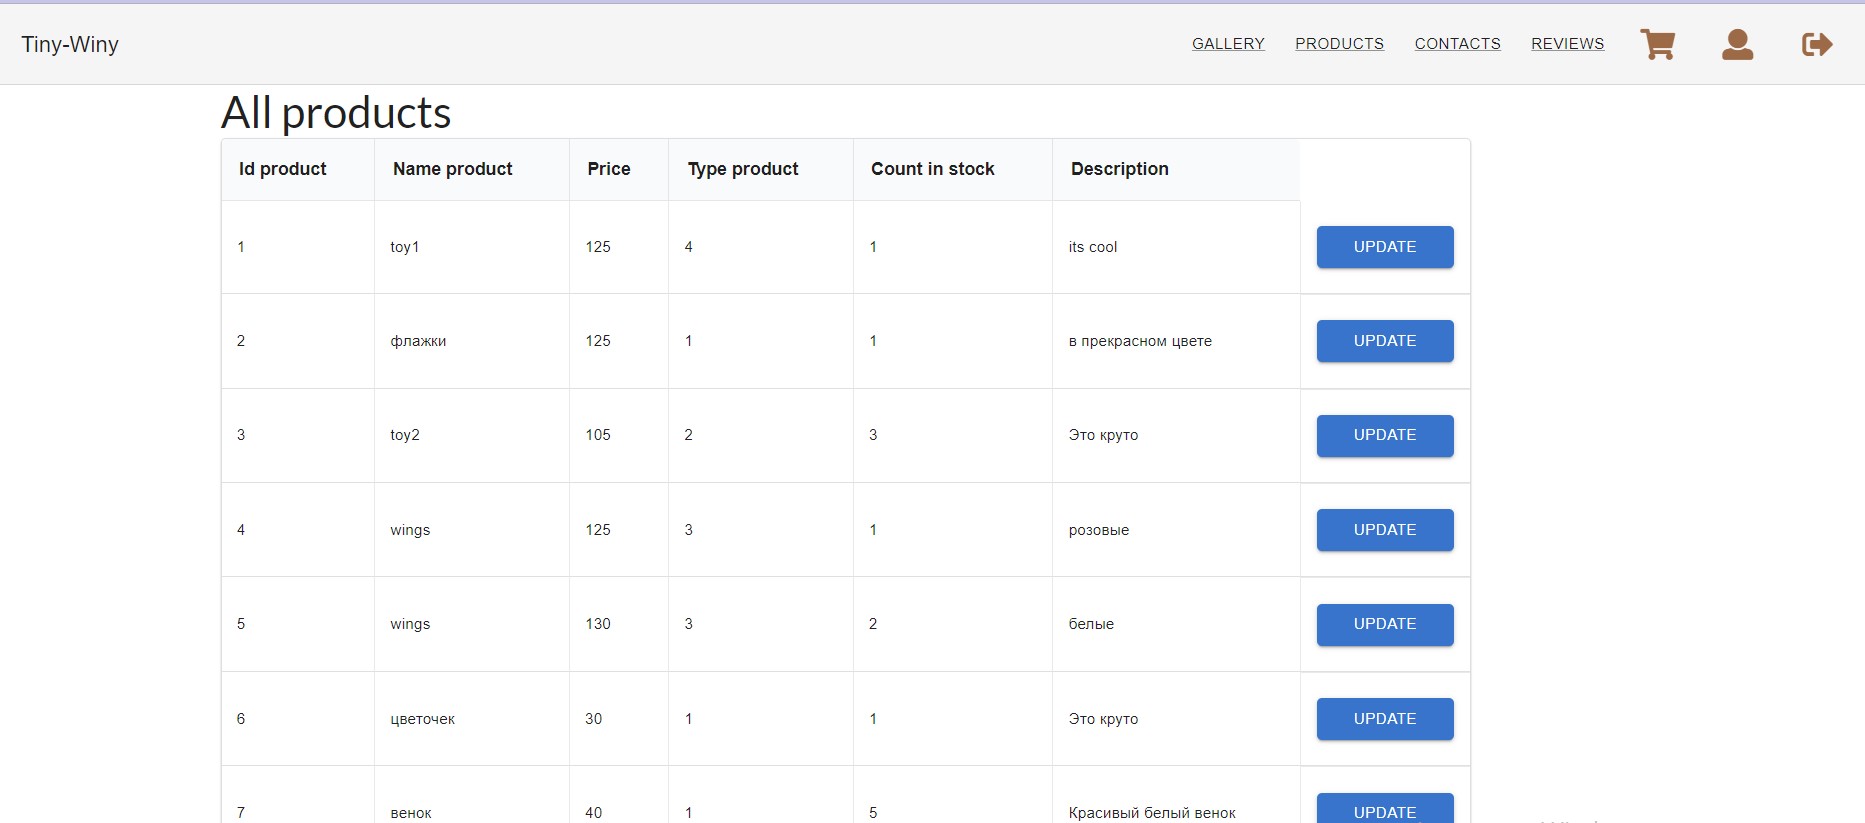 Tiny-Winy GALLERY PRODUCTS CONTACTS REVIEWS
All products
Id product Name product Price Type product Count in stock Description
1 toy1 125 4 1 its cool UPDATE
2 флажки 125 1 1 в прекрасном цвете UPDATE
3 toy2 105 2 3 Это круто UPDATE
4 wings 125 3 1 розовые UPDATE
5 wings 130 3 2 белые UPDATE
6 цветочек 30 1 1 Это круто UPDATE
7 венок 40 1 5 Красивый белый венок UPDATE